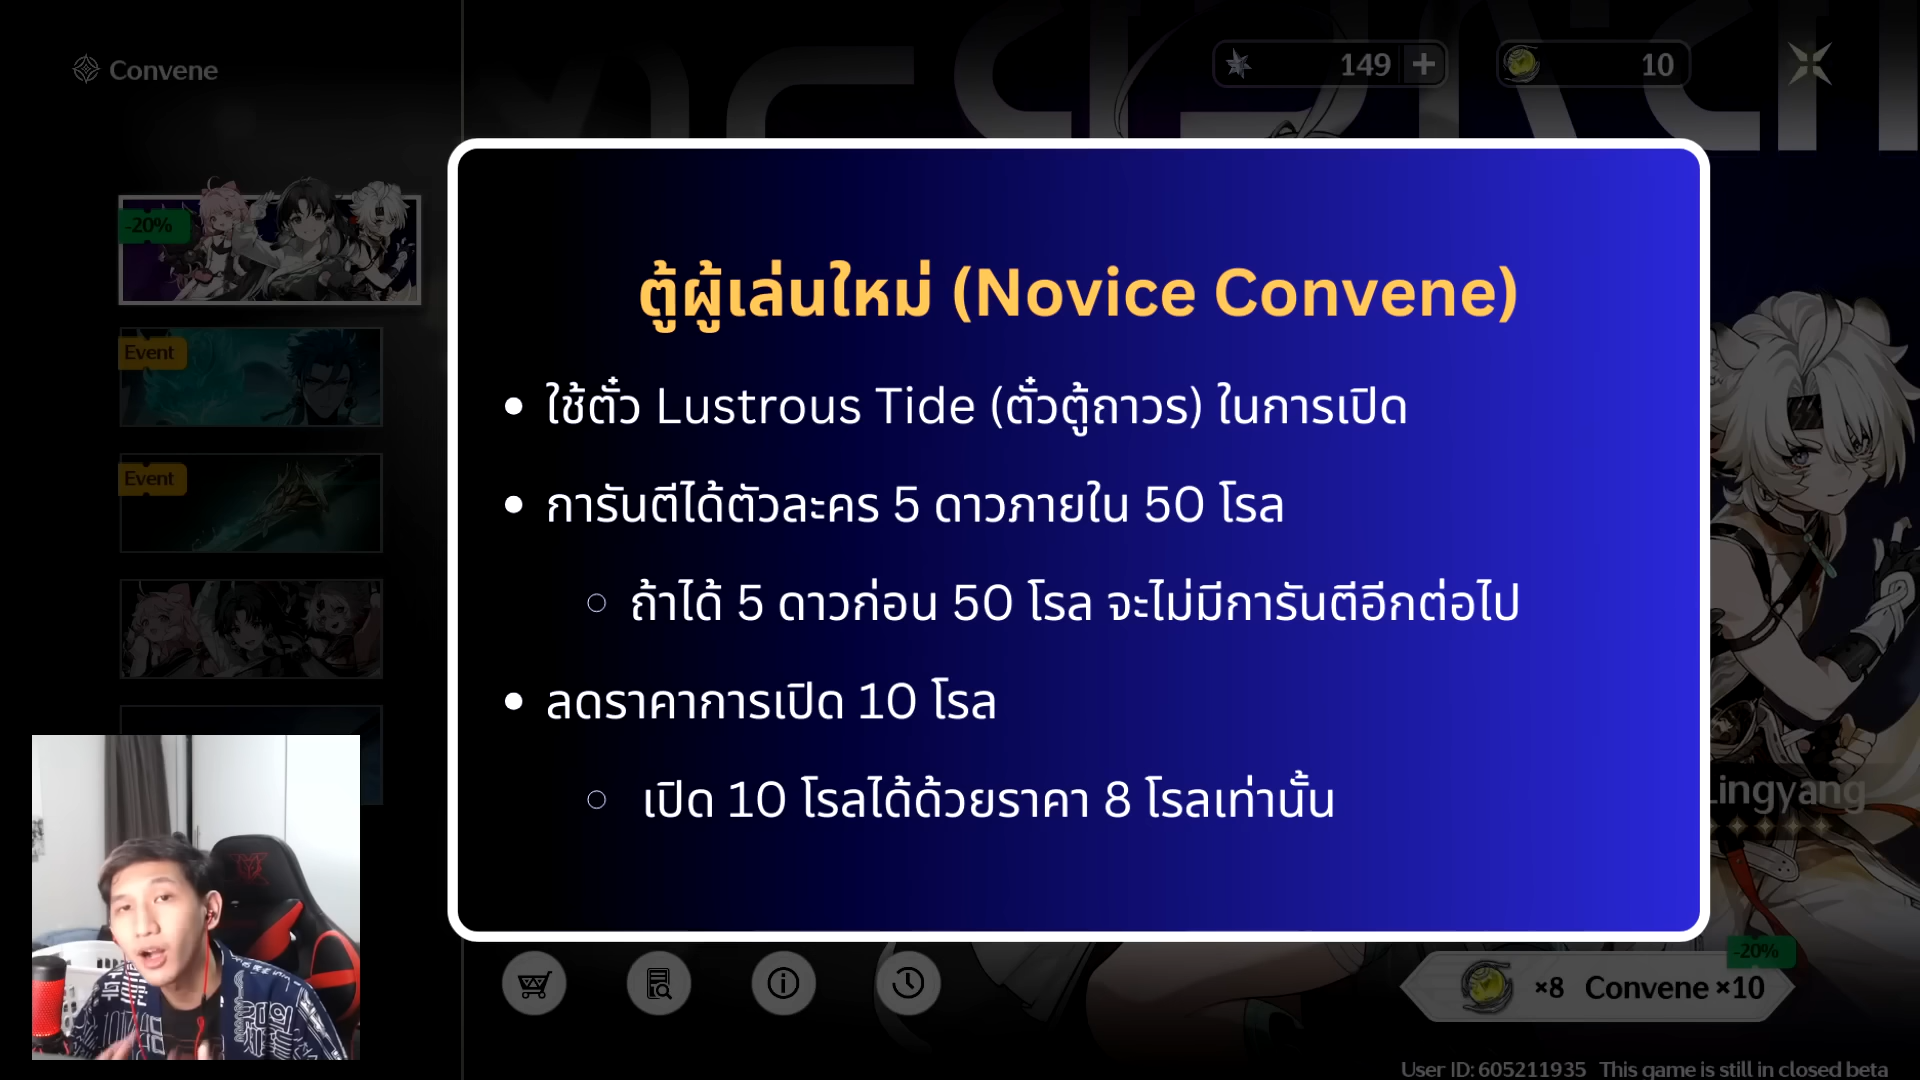 Convene
149
10
-20%
Event
Event
ตู้ผู้เล่นใหม่ (Novice Convene)
ใช้ตั๋ว Lustrous Tide (ตั๋วตู้ถาวร) ในการเปิด
การันตีได้ตัวละคร 5 ดาวภายใน 50 โรล
ถ้าได้ 5 ดาวก่อน 50 โรล จะไม่มีการันตีอีกต่อไป
ลดราคาการเปิด 10 โรล
เปิด 10 โรลได้ด้วยราคา 8 โรลเท่านั้น
Lingyang
-20%
×8 Convene ×10
User ID: 605211935 This game is still in closed beta